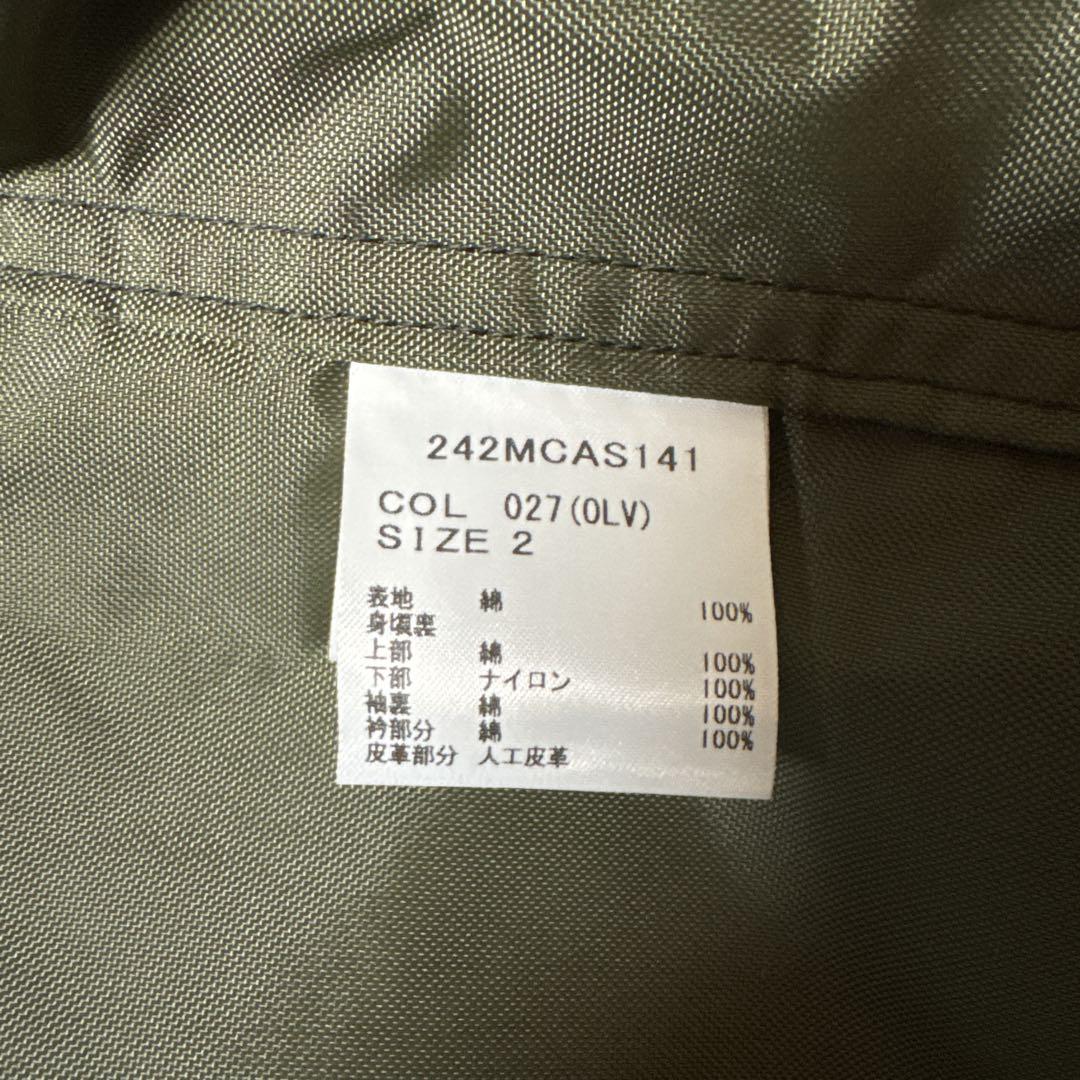 242MCAS141
COL 027(OLV)
SIZE 2
表地 綿 100%
身頃裏
上部 綿 100%
下部 ナイロン 100%
袖裏 綿 100%
衿部分 綿 100%
皮革部分 人工皮革